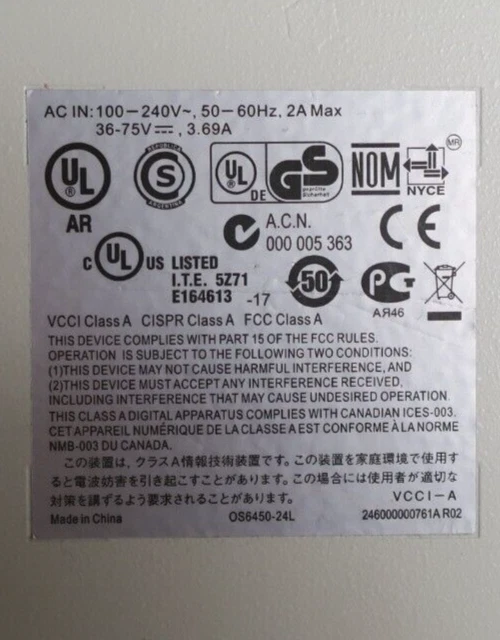 AC IN: 100-240V~, 50-60Hz, 2A Max
36-75V⎓, 3.69A
UL ® AR
REPUBLICA S ARGENTINA
UL ® DE GS geprüfte Sicherheit
NOM NYCE MR
A.C.N.
000 005 363
CE
C UL ® US LISTED
I.T.E. 5Z71
E164613 -17
50
PG
АЯ46
VCCI Class A CISPR Class A FCC Class A
THIS DEVICE COMPLIES WITH PART 15 OF THE FCC RULES.
OPERATION IS SUBJECT TO THE FOLLOWING TWO CONDITIONS:
(1)THIS DEVICE MAY NOT CAUSE HARMFUL INTERFERENCE, AND
(2)THIS DEVICE MUST ACCEPT ANY INTERFERENCE RECEIVED,
INCLUDING INTERFERENCE THAT MAY CAUSE UNDESIRED OPERATION.
THIS CLASS A DIGITAL APPARATUS COMPLIES WITH CANADIAN ICES-003.
CET APPAREIL NUMÉRIQUE DE LA CLASSE A EST CONFORME À LA NORME
NMB-003 DU CANADA.
この装置は、クラスA情報技術装置です。この装置を家庭環境で使用す
ると電波妨害を引き起こすことがあります。この場合には使用者が適切な
対策を講ずるよう要求されることがあります。 VCCI-A
Made in China OS6450-24L 246000000761A R02